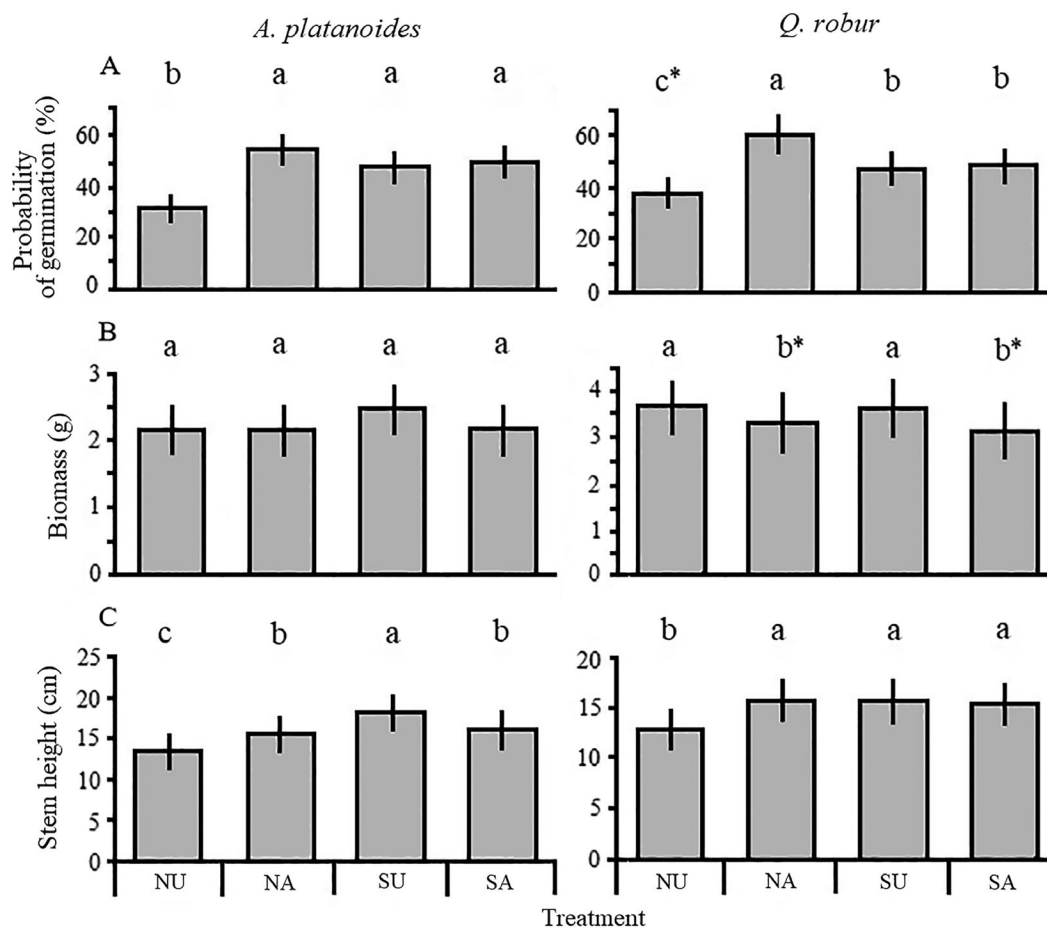 A. platanoides
Q. robur
A
b a a a
c* a b b
Probability
of germination (%)
60
40
20
0
60
40
20
0
B
a a a a
a b* a b*
Biomass (g)
3
2
1
0
4
3
2
1
0
C
c b a b
b a a a
Stem height (cm)
25
20
15
10
5
0
20
15
10
5
0
NU NA SU SA
NU NA SU SA
Treatment